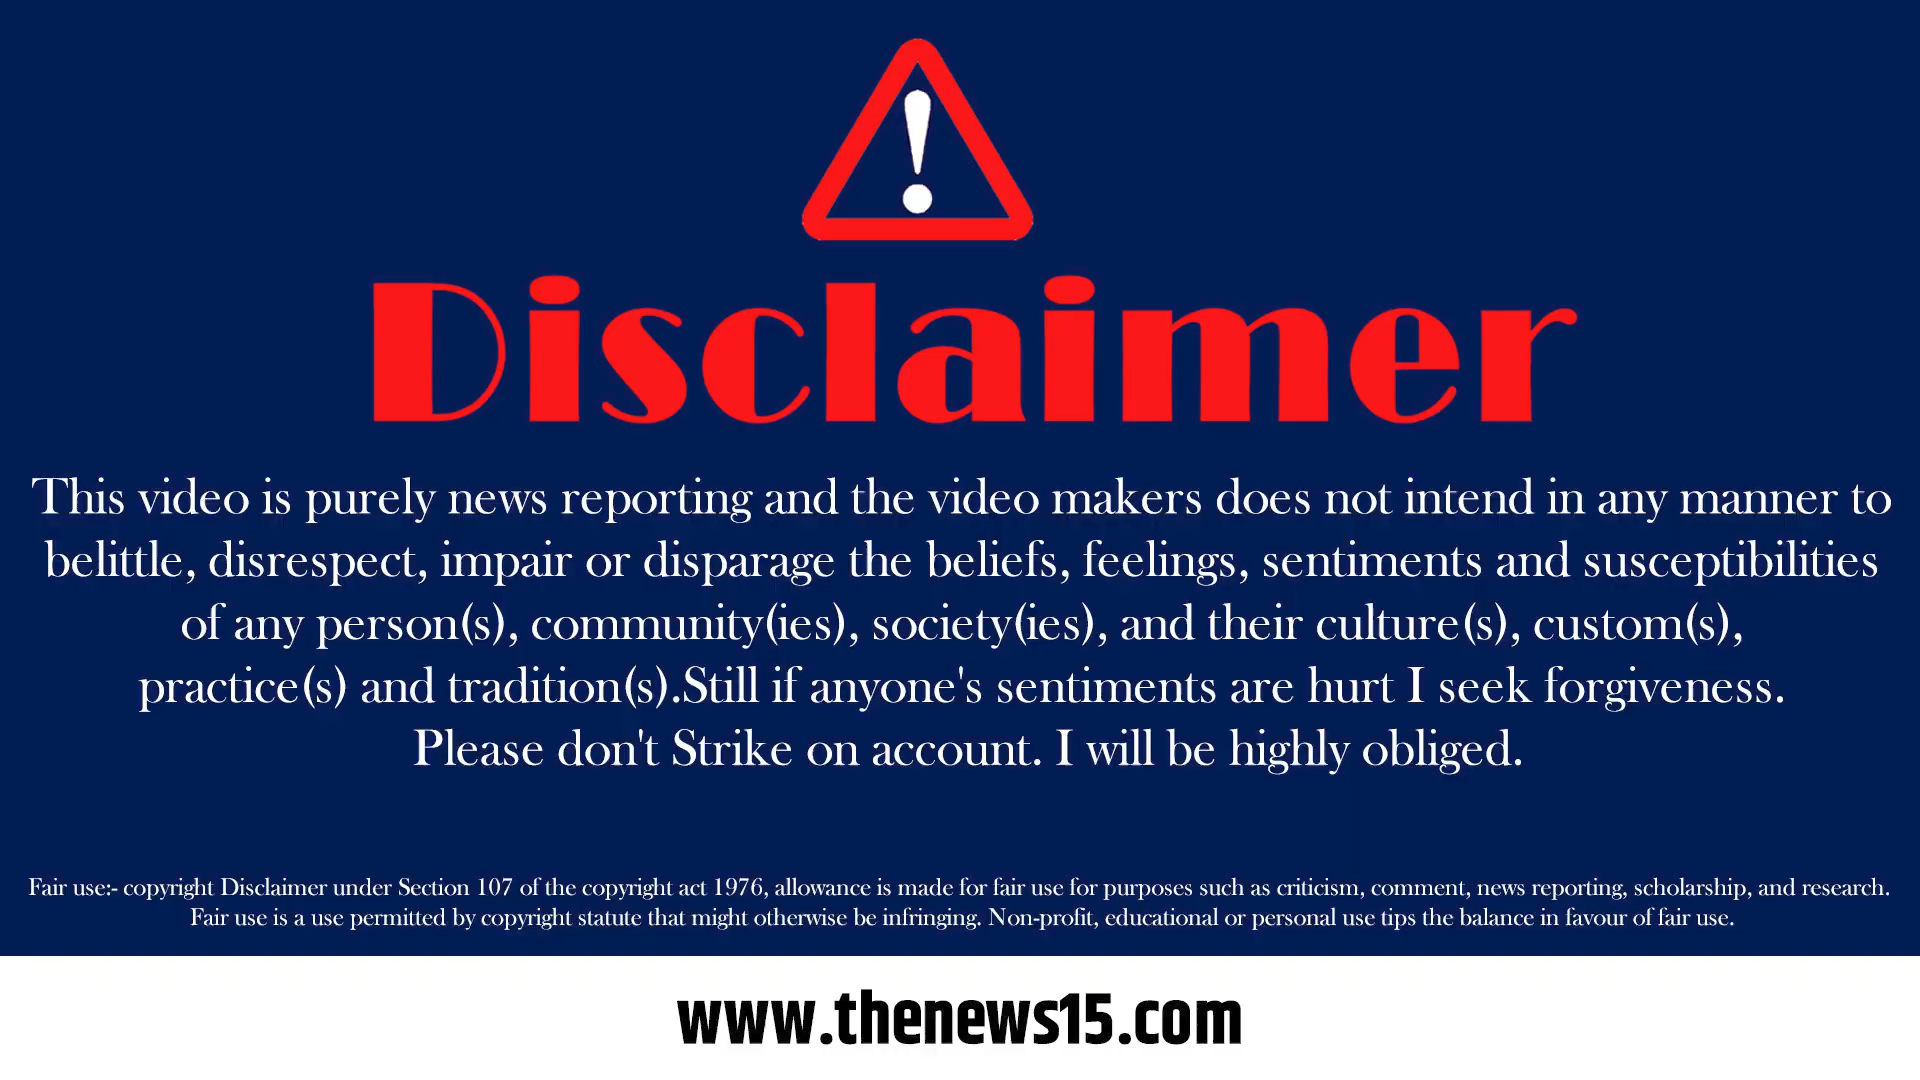 Disclaimer
This video is purely news reporting and the video makers does not intend in any manner to
belittle, disrespect, impair or disparage the beliefs, feelings, sentiments and susceptibilities
of any person(s), community(ies), society(ies), and their culture(s), custom(s),
practice(s) and tradition(s).Still if anyone's sentiments are hurt I seek forgiveness.
Please don't Strike on account. I will be highly obliged.
Fair use:- copyright Disclaimer under Section 107 of the copyright act 1976, allowance is made for fair use for purposes such as criticism, comment, news reporting, scholarship, and research.
Fair use is a use permitted by copyright statute that might otherwise be infringing. Non-profit, educational or personal use tips the balance in favour of fair use.
www.thenews15.com